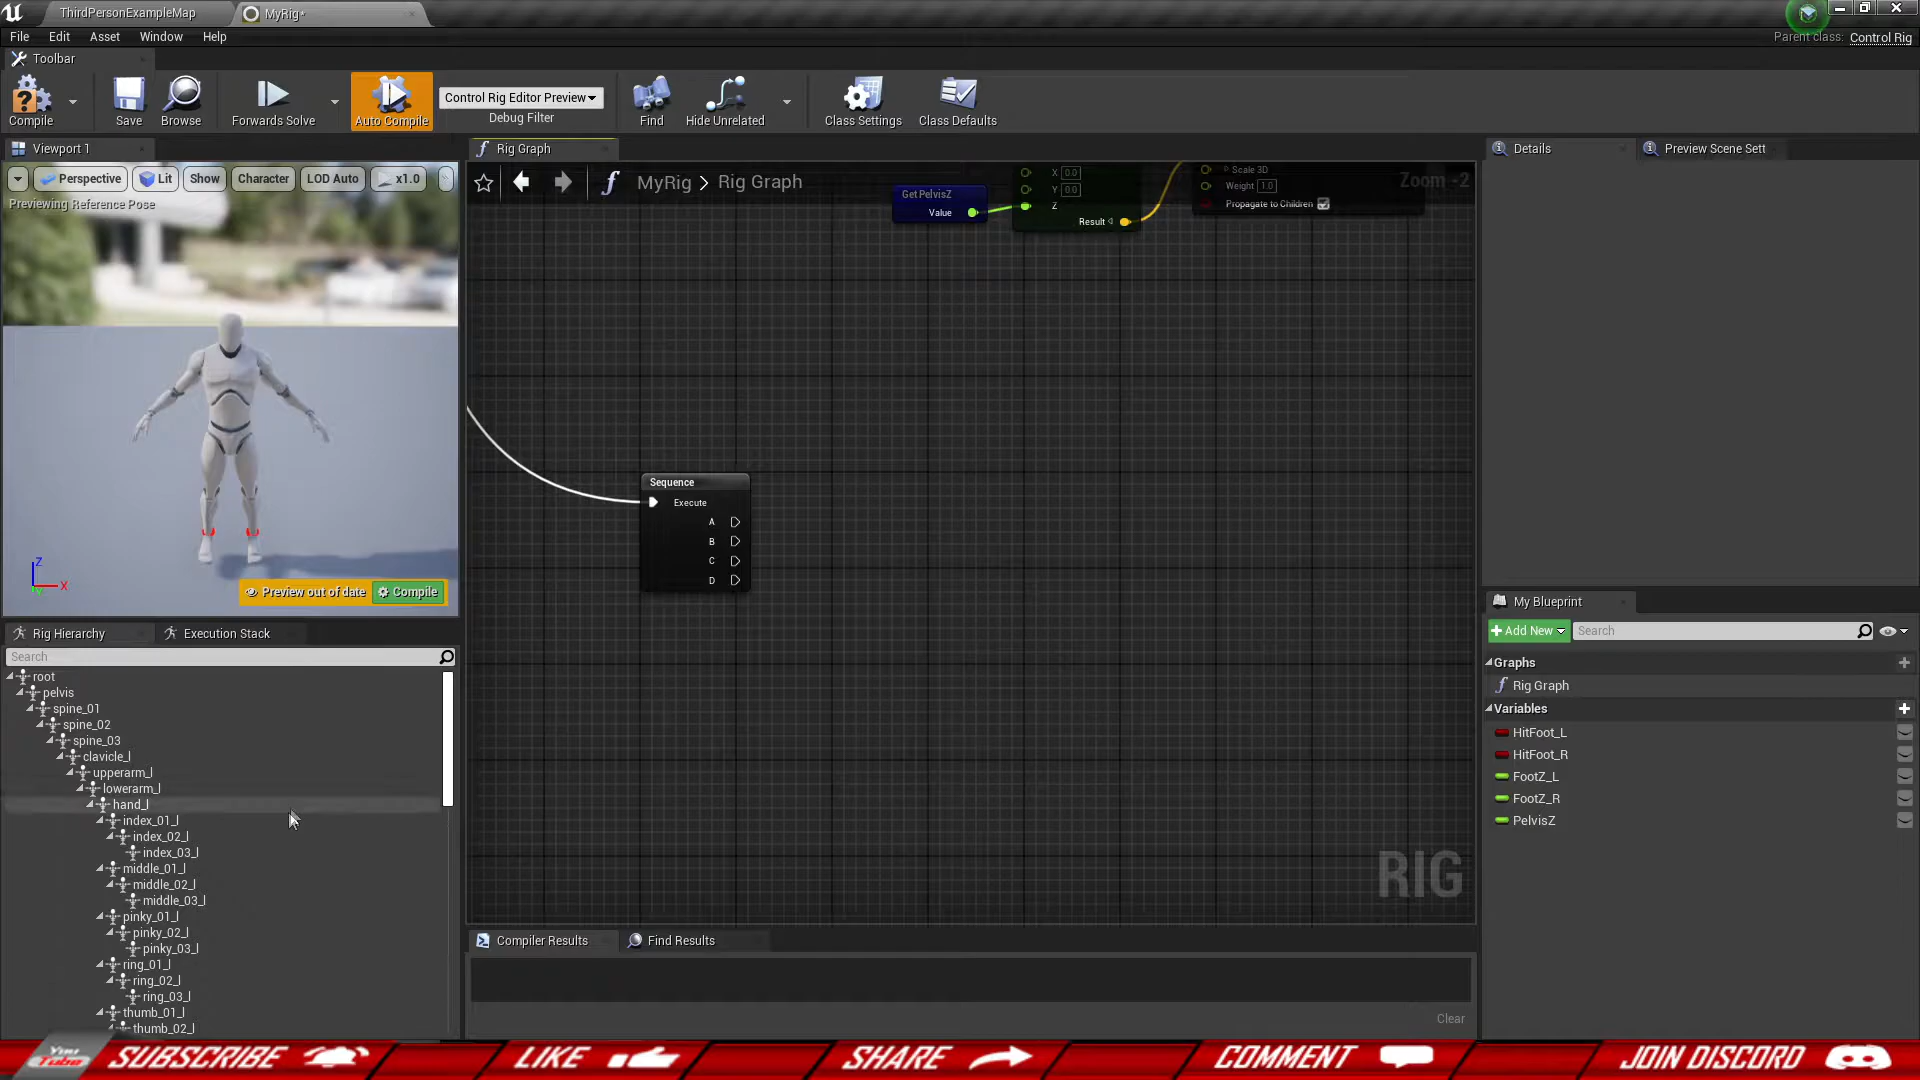 ThirdPersonExampleMap
MyRig*
File Edit Asset Window Help
Parent class: Control Rig
Toolbar
Compile
Save
Browse
Forwards Solve
Auto Compile
Control Rig Editor Preview
Debug Filter
Find
Hide Unrelated
Class Settings
Class Defaults
Viewport 1
Perspective
Lit
Show
Character
LOD Auto
x1.0
Previewing Reference Pose
Z
X
Preview out of date
Compile
Rig Graph
MyRig > Rig Graph
Zoom -2
Get PelvisZ
Value
X 0.0
Y 0.0
Z
Result
Scale 3D
Weight 1.0
Propagate to Children
Sequence
Execute
A
B
C
D
RIG
Details
Preview Scene Sett
Rig Hierarchy
Execution Stack
Search
root
pelvis
spine_01
spine_02
spine_03
clavicle_l
upperarm_l
lowerarm_l
hand_l
index_01_l
index_02_l
index_03_l
middle_01_l
middle_02_l
middle_03_l
pinky_01_l
pinky_02_l
pinky_03_l
ring_01_l
ring_02_l
ring_03_l
thumb_01_l
thumb_02_l
Compiler Results
Find Results
Clear
My Blueprint
Add New
Search
Graphs
Rig Graph
Variables
HitFoot_L
HitFoot_R
FootZ_L
FootZ_R
PelvisZ
You Tube
SUBSCRIBE
LIKE
SHARE
COMMENT
JOIN DISCORD